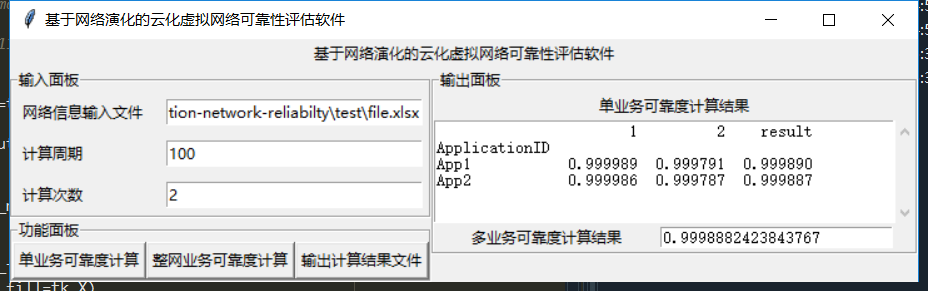 基于网络演化的云化虚拟网络可靠性评估软件
基于网络演化的云化虚拟网络可靠性评估软件
输入面板
网络信息输入文件 tion-network-reliabilty\test\file.xlsx
计算周期 100
计算次数 2
功能面板
单业务可靠度计算 整网业务可靠度计算 输出计算结果文件
输出面板
单业务可靠度计算结果
1 2 result
ApplicationID
App1 0.999989 0.999791 0.999890
App2 0.999986 0.999787 0.999887
多业务可靠度计算结果 0.9998882423843767
fill=tk.X)